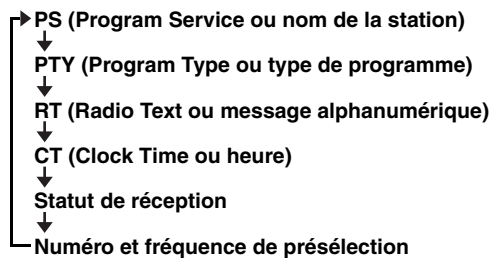 PS (Program Service ou nom de la station)
PTY (Program Type ou type de programme)
RT (Radio Text ou message alphanumérique)
CT (Clock Time ou heure)
Statut de réception
Numéro et fréquence de présélection